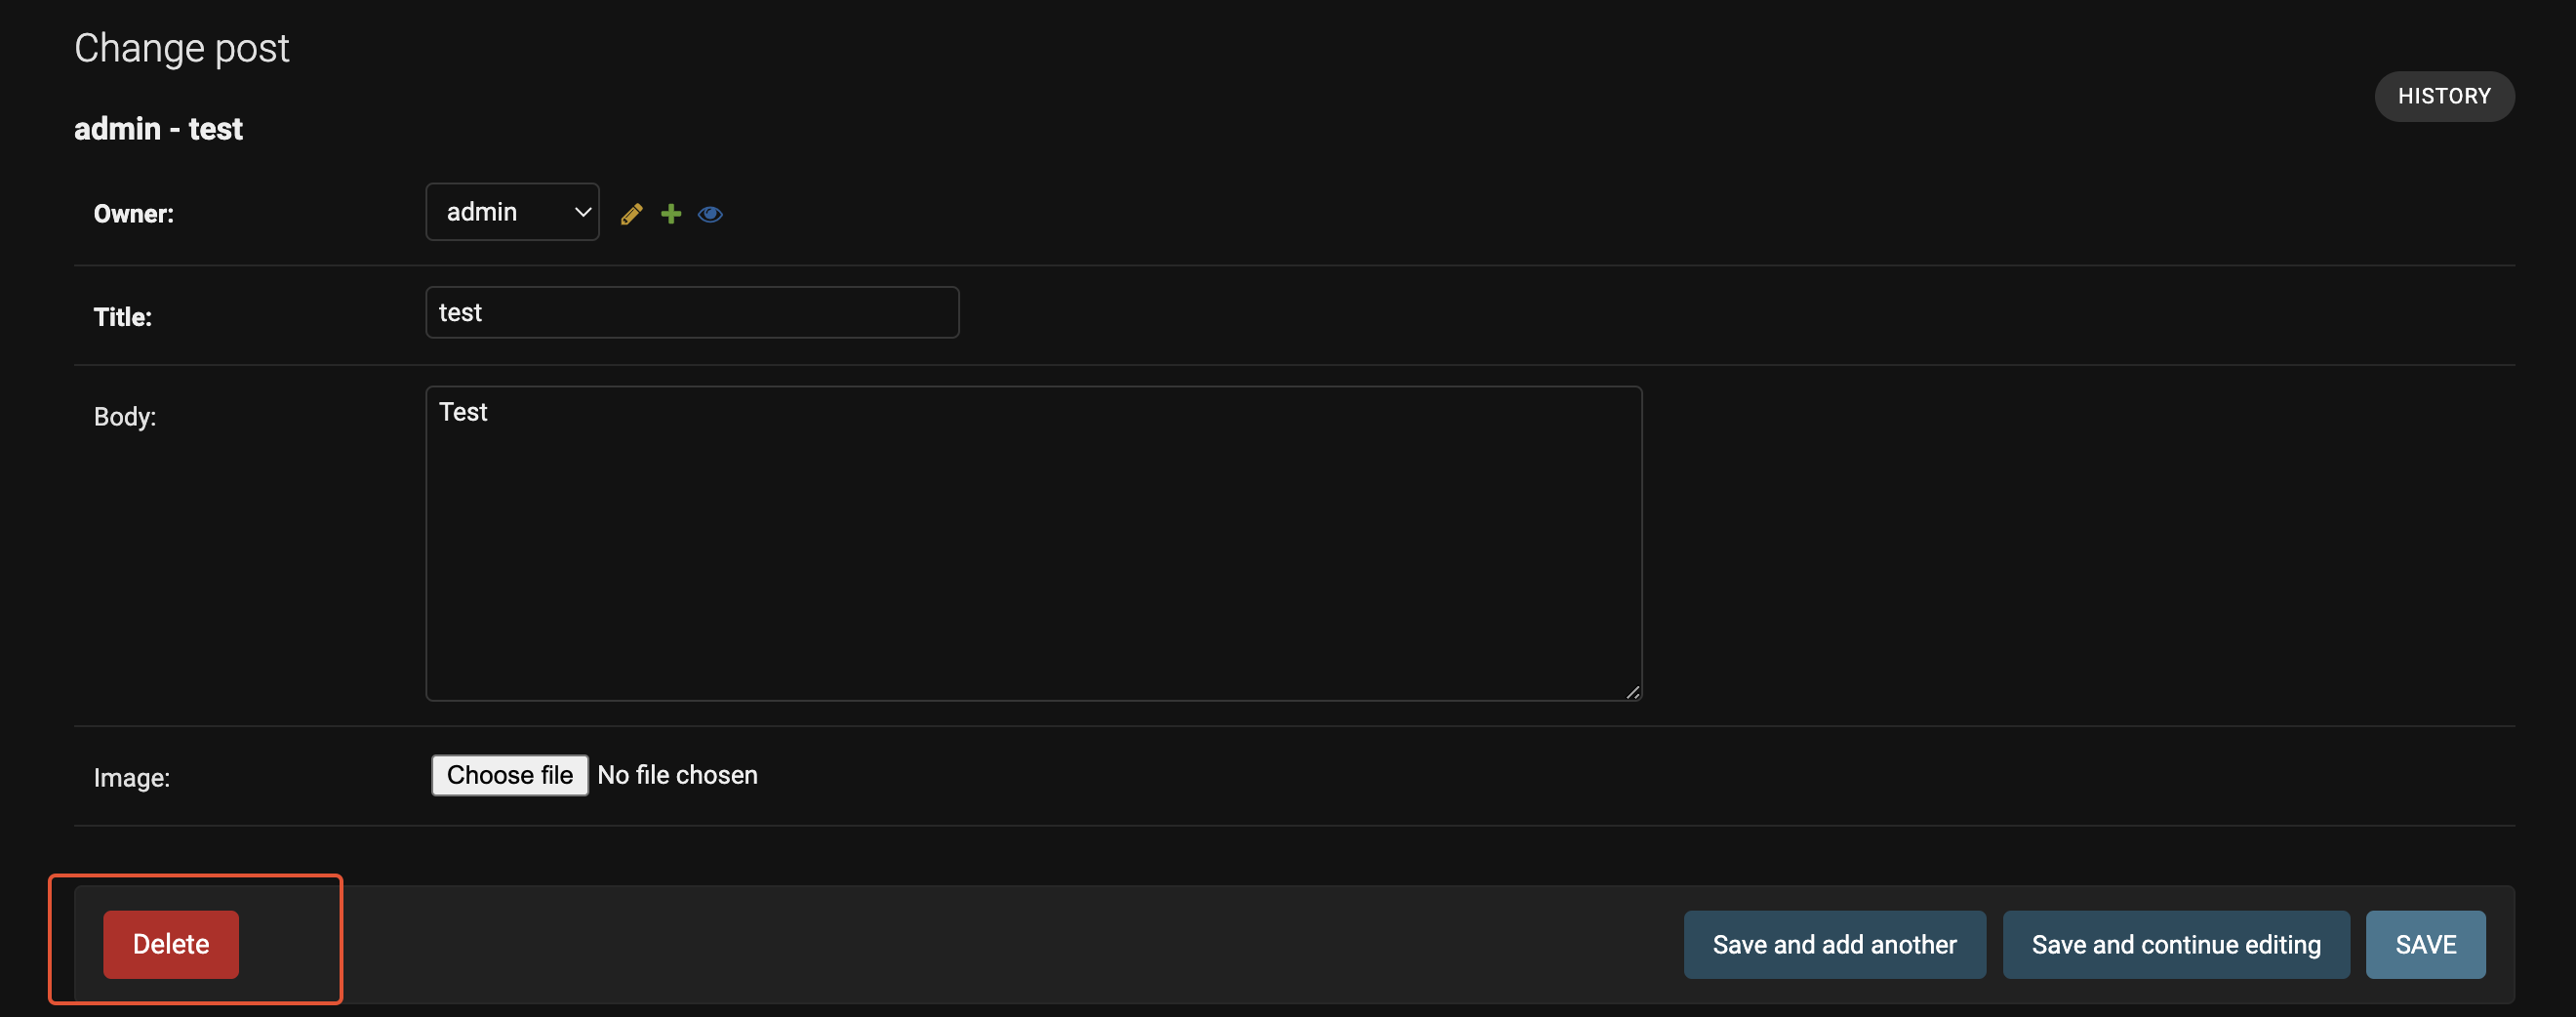 Change post
HISTORY
admin - test
Owner:
admin
Title:
test
Body:
Test
Image:
Choose file No file chosen
Delete
Save and add another
Save and continue editing
SAVE